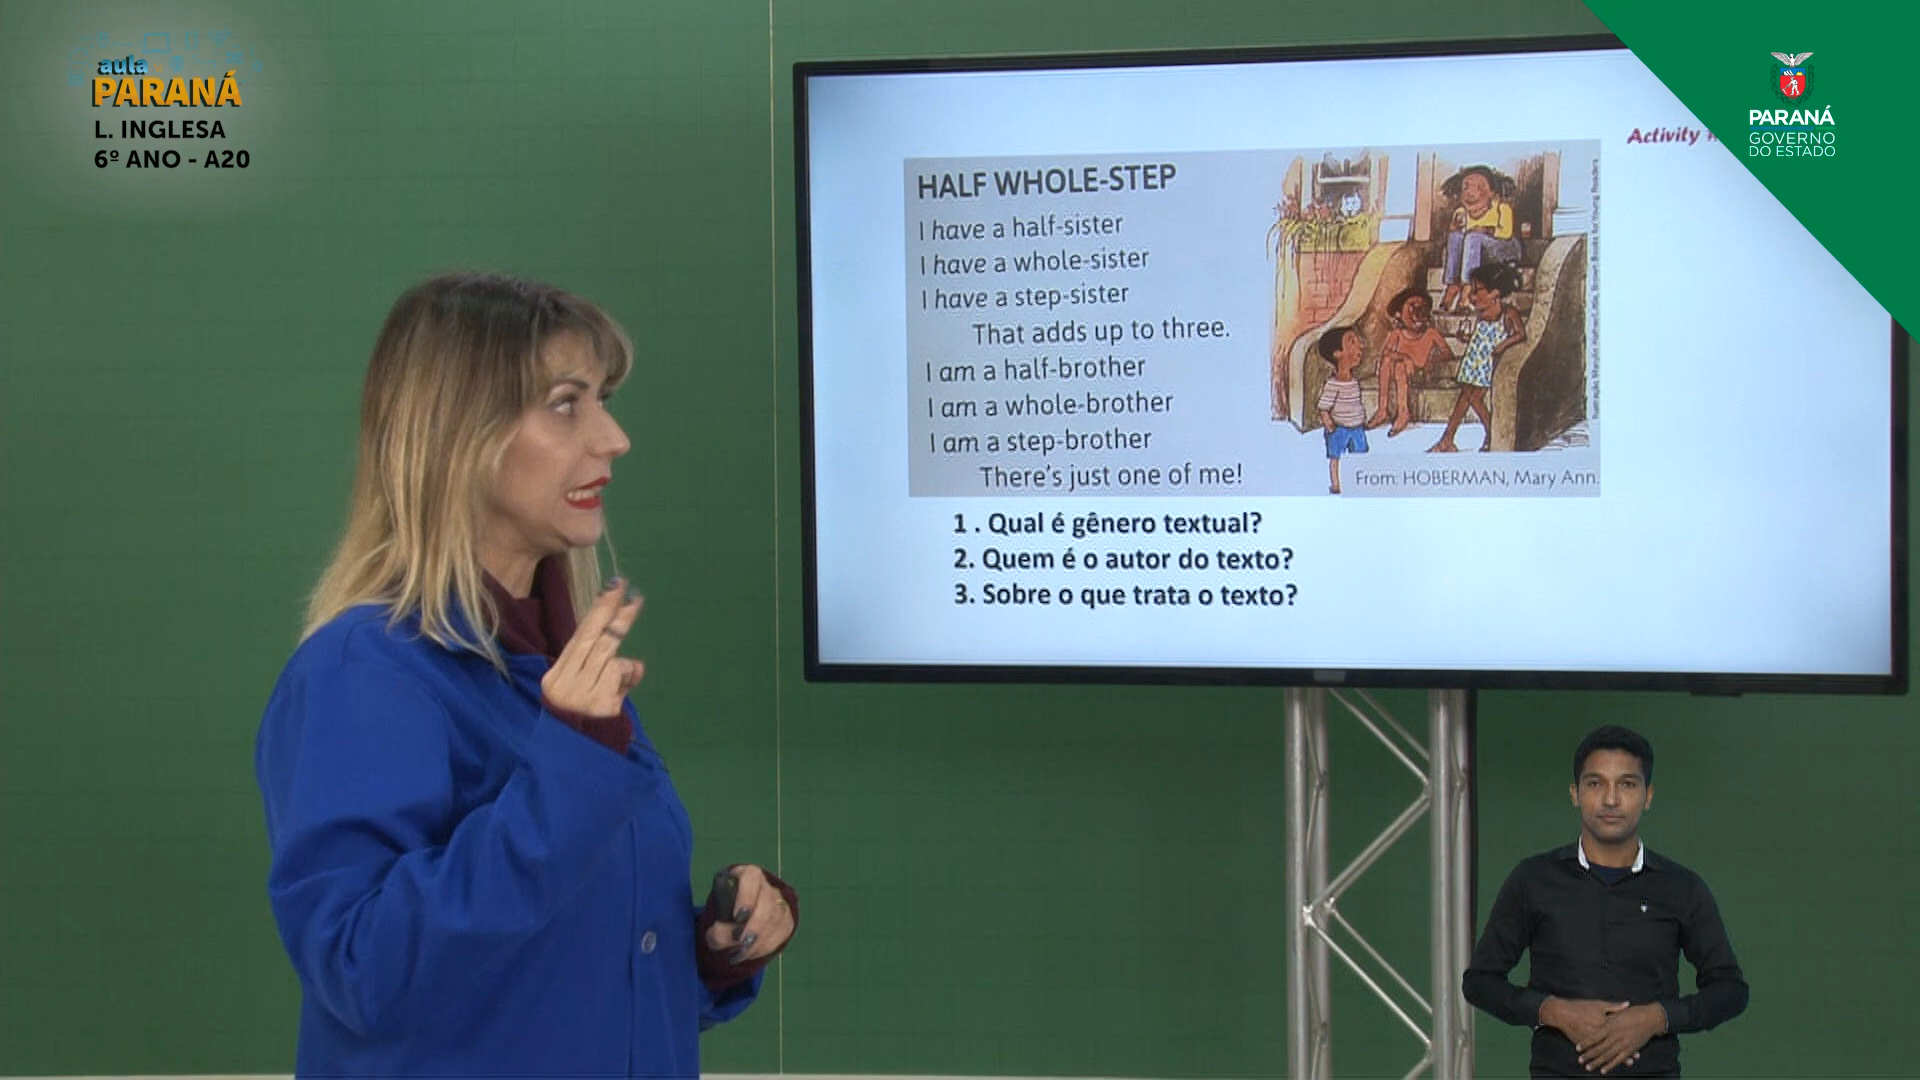 aula
PARANÁ
L. INGLESA
6º ANO - A20
PARANÁ
GOVERNO
DO ESTADO
Activity
HALF WHOLE-STEP
I have a half-sister
I have a whole-sister
I have a step-sister
That adds up to three.
I am a half-brother
I am a whole-brother
I am a step-brother
There's just one of me!
From: HOBERMAN, Mary Ann.
1 . Qual é gênero textual?
2. Quem é o autor do texto?
3. Sobre o que trata o texto?